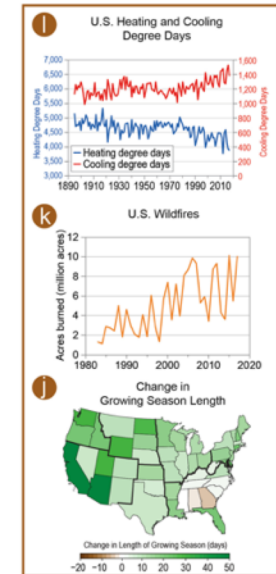 l
U.S. Heating and Cooling
Degree Days
Heating Degree Days
7,000
6,500
6,000
5,500
5,000
4,500
4,000
3,500
3,000
Cooling Degree Days
1,600
1,400
1,200
1,000
800
600
400
200
0
Heating degree days
Cooling degree days
1890 1910 1930 1950 1970 1990 2010
k
U.S. Wildfires
Acres burned (million acres)
12
10
8
6
4
2
0
1980 1990 2000 2010 2020
j
Change in
Growing Season Length
Change in Length of Growing Season (days)
−20 −10 0 10 20 30 40 50